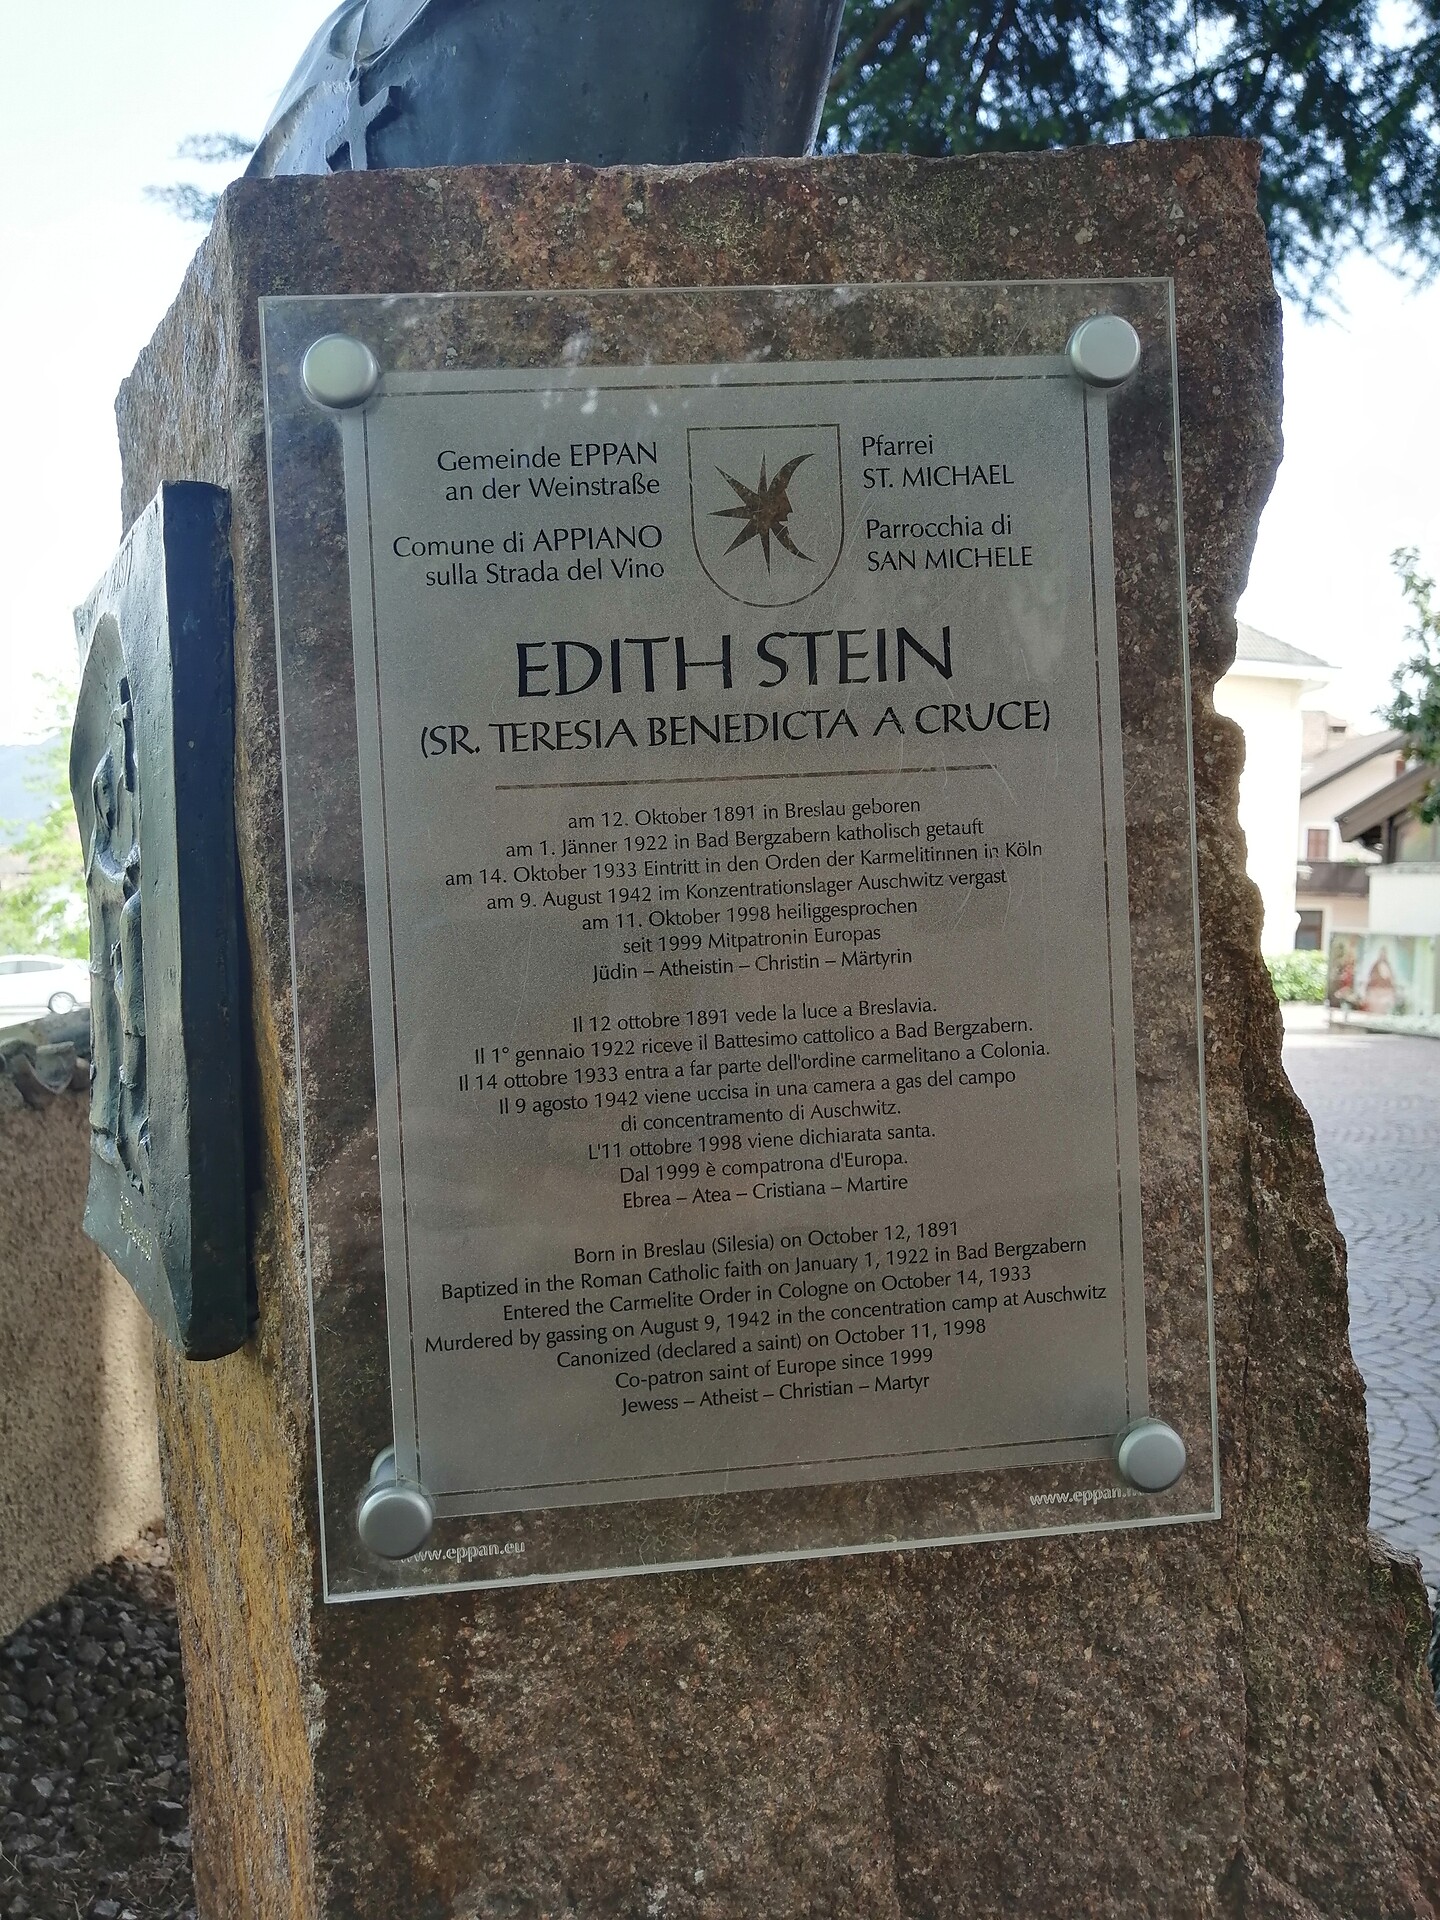 Gemeinde EPPAN
an der Weinstraße
Comune di APPIANO
sulla Strada del Vino
Pfarrei
ST. MICHAEL
Parrocchia di
SAN MICHELE
EDITH STEIN
(SR. TERESIA BENEDICTA A CRUCE)
am 12. Oktober 1891 in Breslau geboren
am 1. Jänner 1922 in Bad Bergzabern katholisch getauft
am 14. Oktober 1933 Eintritt in den Orden der Karmelitinnen in Köln
am 9. August 1942 im Konzentrationslager Auschwitz vergast
am 11. Oktober 1998 heiliggesprochen
seit 1999 Mitpatronin Europas
Jüdin – Atheistin – Christin – Märtyrin
Il 12 ottobre 1891 vede la luce a Breslavia.
Il 1° gennaio 1922 riceve il Battesimo cattolico a Bad Bergzabern.
Il 14 ottobre 1933 entra a far parte dell'ordine carmelitano a Colonia.
Il 9 agosto 1942 viene uccisa in una camera a gas del campo
di concentramento di Auschwitz.
L'11 ottobre 1998 viene dichiarata santa.
Dal 1999 è compatrona d'Europa.
Ebrea – Atea – Cristiana – Martire
Born in Breslau (Silesia) on October 12, 1891
Baptized in the Roman Catholic faith on January 1, 1922 in Bad Bergzabern
Entered the Carmelite Order in Cologne on October 14, 1933
Murdered by gassing on August 9, 1942 in the concentration camp at Auschwitz
Canonized (declared a saint) on October 11, 1998
Co-patron saint of Europe since 1999
Jewess – Atheist – Christian – Martyr
www.eppan.eu